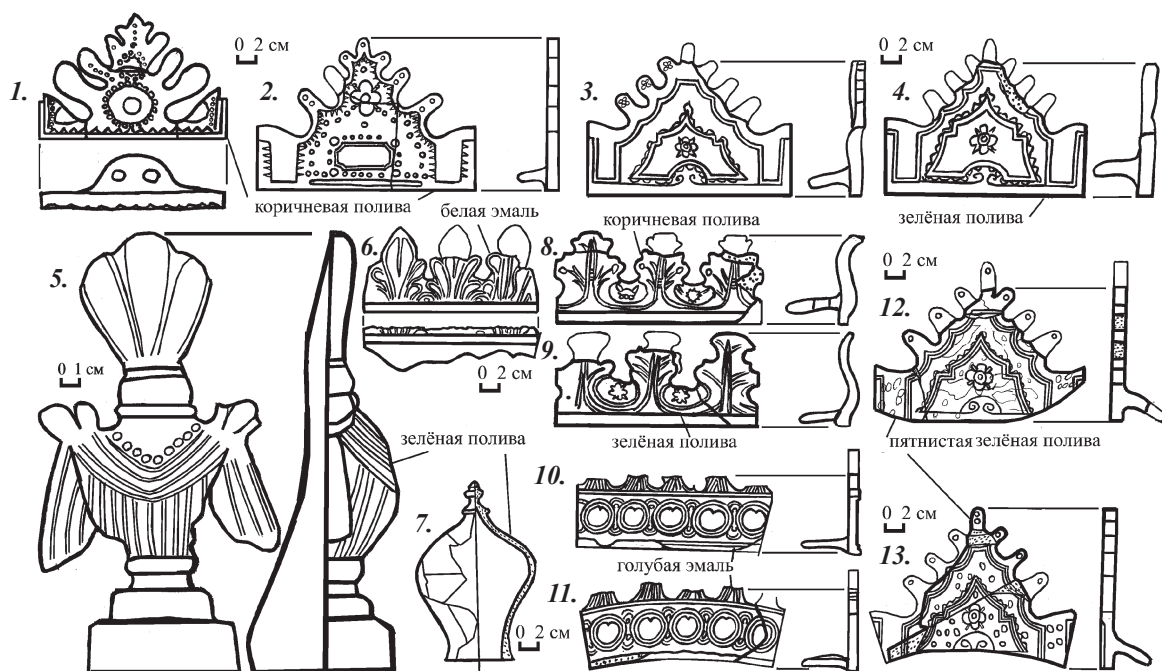 1.
0 2 см
2.
3.
0 2 см
4.
коричневая полива
белая эмаль
коричневая полива
зелёная полива
5.
6.
8.
0 2 см
12.
0 1 см
9.
0 2 см
зелёная полива
зелёная полива
пятнистая зелёная полива
7.
10.
0 2 см
13.
голубая эмаль
11.
0 2 см